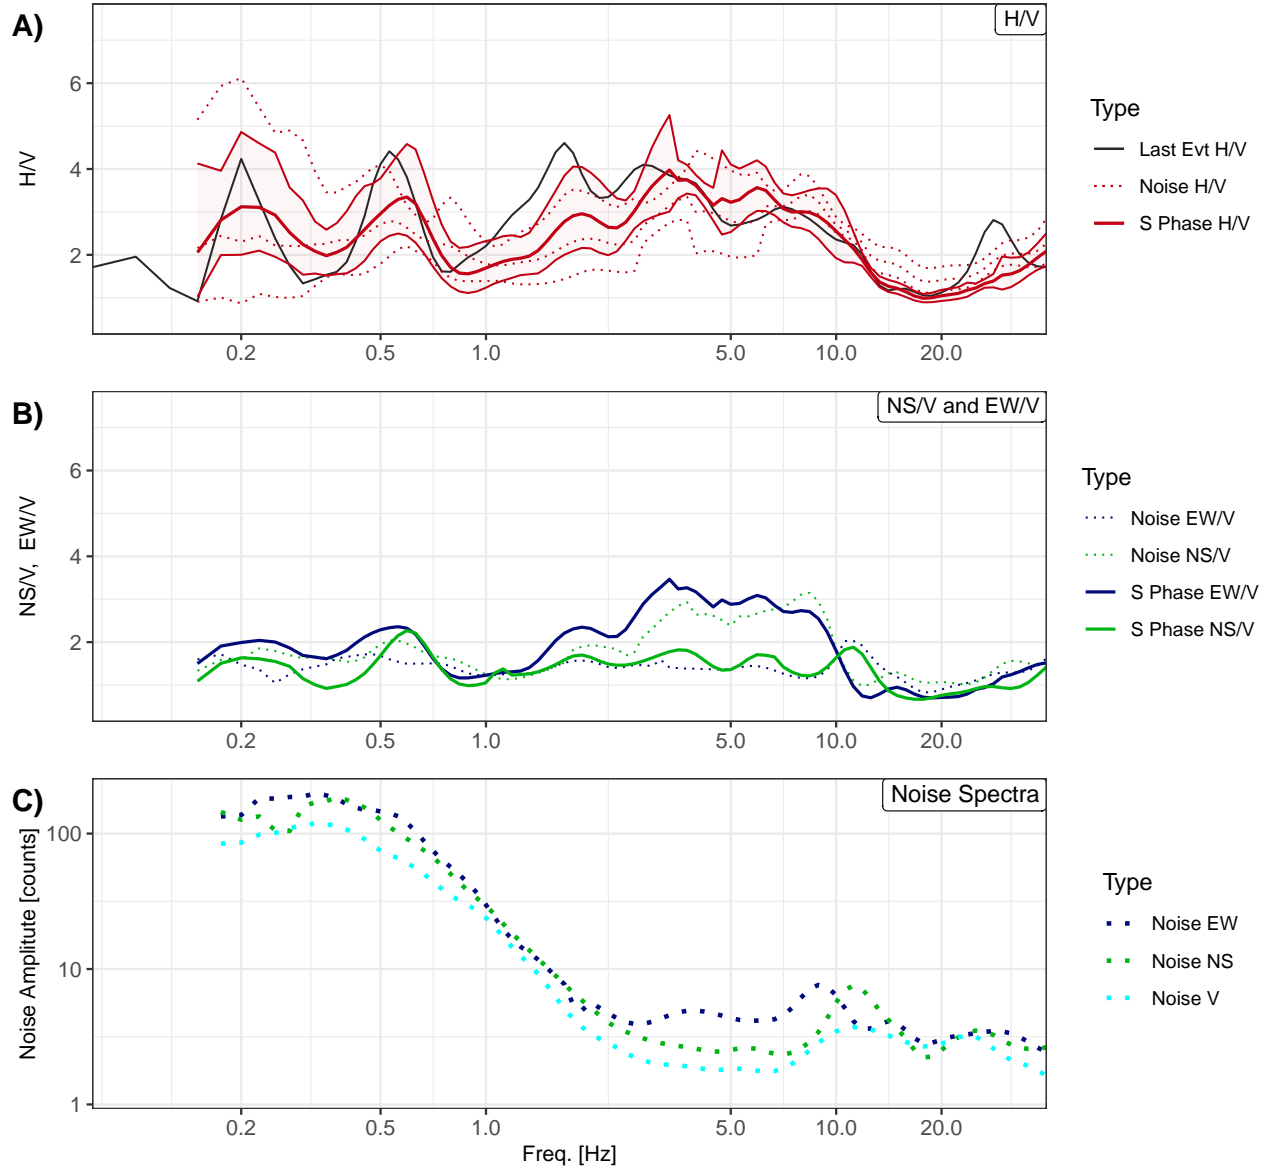 A)
H/V
H/V
6
4
2
0.2 0.5 1.0 5.0 10.0 20.0
Type
Last Evt H/V
Noise H/V
S Phase H/V
B)
NS/V and EW/V
NS/V, EW/V
6
4
2
0.2 0.5 1.0 5.0 10.0 20.0
Type
Noise EW/V
Noise NS/V
S Phase EW/V
S Phase NS/V
C)
Noise Spectra
Noise Amplitute [counts]
100
10
1
0.2 0.5 1.0 5.0 10.0 20.0
Freq. [Hz]
Type
Noise EW
Noise NS
Noise V